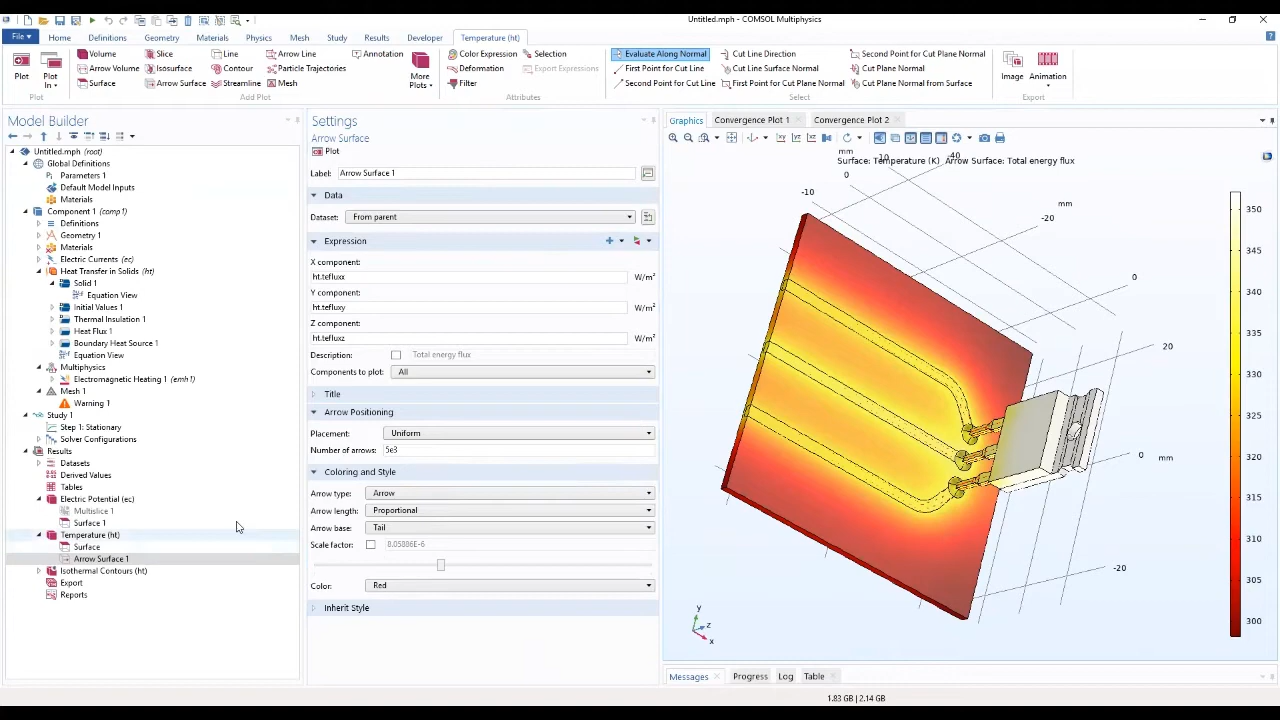 Untitled.mph - COMSOL Multiphysics
File
Home
Definitions
Geometry
Materials
Physics
Mesh
Study
Results
Developer
Temperature (ht)
Plot
Plot In
Volume
Arrow Volume
Surface
Slice
Isosurface
Arrow Surface
Line
Contour
Streamline
Arrow Line
Particle Trajectories
Mesh
Annotation
More Plots
Color Expression
Deformation
Filter
Selection
Export Expressions
Evaluate Along Normal
First Point for Cut Line
Second Point for Cut Line
Cut Line Direction
Cut Line Surface Normal
First Point for Cut Plane Normal
Second Point for Cut Plane Normal
Cut Plane Normal
Cut Plane Normal from Surface
Image
Animation
Plot
Add Plot
Attributes
Select
Export
Model Builder
Untitled.mph (root)
Global Definitions
Parameters 1
Default Model Inputs
Materials
Component 1 (comp1)
Definitions
Geometry 1
Materials
Electric Currents (ec)
Heat Transfer in Solids (ht)
Solid 1
Equation View
Initial Values 1
Thermal Insulation 1
Heat Flux 1
Boundary Heat Source 1
Equation View
Multiphysics
Electromagnetic Heating 1 (emh1)
Mesh 1
Warning 1
Study 1
Step 1: Stationary
Solver Configurations
Results
Datasets
Derived Values
Tables
Electric Potential (ec)
Multislice 1
Surface 1
Temperature (ht)
Surface
Arrow Surface 1
Isothermal Contours (ht)
Export
Reports
Settings
Arrow Surface
Plot
Label: Arrow Surface 1
Data
Dataset: From parent
Expression
X component:
ht.tefluxx W/m²
Y component:
ht.tefluxy W/m²
Z component:
ht.tefluxz W/m²
Description: Total energy flux
Components to plot: All
Title
Arrow Positioning
Placement: Uniform
Number of arrows: 5e3
Coloring and Style
Arrow type: Arrow
Arrow length: Proportional
Arrow base: Tail
Scale factor: 8.05886E-6
Color: Red
Inherit Style
Graphics
Convergence Plot 1
Convergence Plot 2
Surface: Temperature (K) Arrow Surface: Total energy flux
mm
-10
-40
0
-10
mm
-20
0
20
0
mm
-20
y
z
x
350
345
340
335
330
325
320
315
310
305
300
Messages
Progress
Log
Table
1.83 GB | 2.14 GB